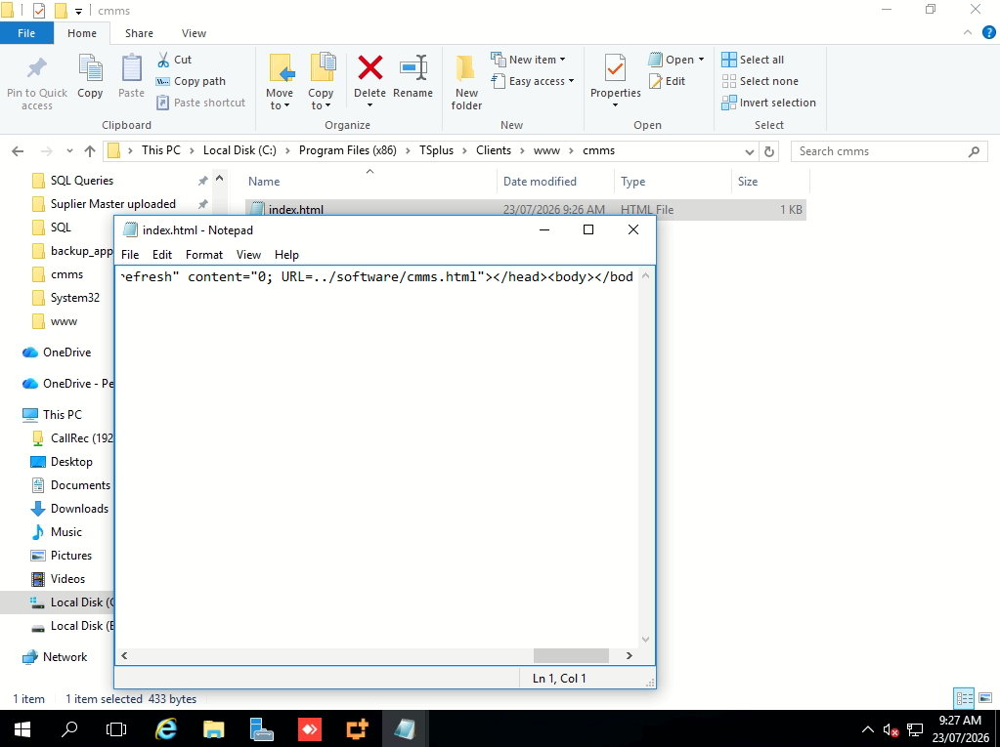 cmms
File Home Share View
Pin to Quick access
Copy
Paste
Cut
Copy path
Paste shortcut
Clipboard
Move to
Copy to
Delete
Rename
Organize
New folder
New item
Easy access
New
Properties
Open
Edit
Open
Select all
Select none
Invert selection
Select
This PC > Local Disk (C:) > Program Files (x86) > TSplus > Clients > www > cmms
Search cmms
SQL Queries
Suplier Master uploaded
SQL
backup_app
cmms
System32
www
OneDrive
OneDrive - Pe
This PC
CallRec (192
Desktop
Documents
Downloads
Music
Pictures
Videos
Local Disk (C
Local Disk (E
Network
Name Date modified Type Size
index.html 23/07/2026 9:26 AM HTML File 1 KB
index.html - Notepad
File Edit Format View Help
refresh" content="0; URL=../software/cmms.html"></head><body></bod
Ln 1, Col 1
1 item 1 item selected 433 bytes
9:27 AM
23/07/2026